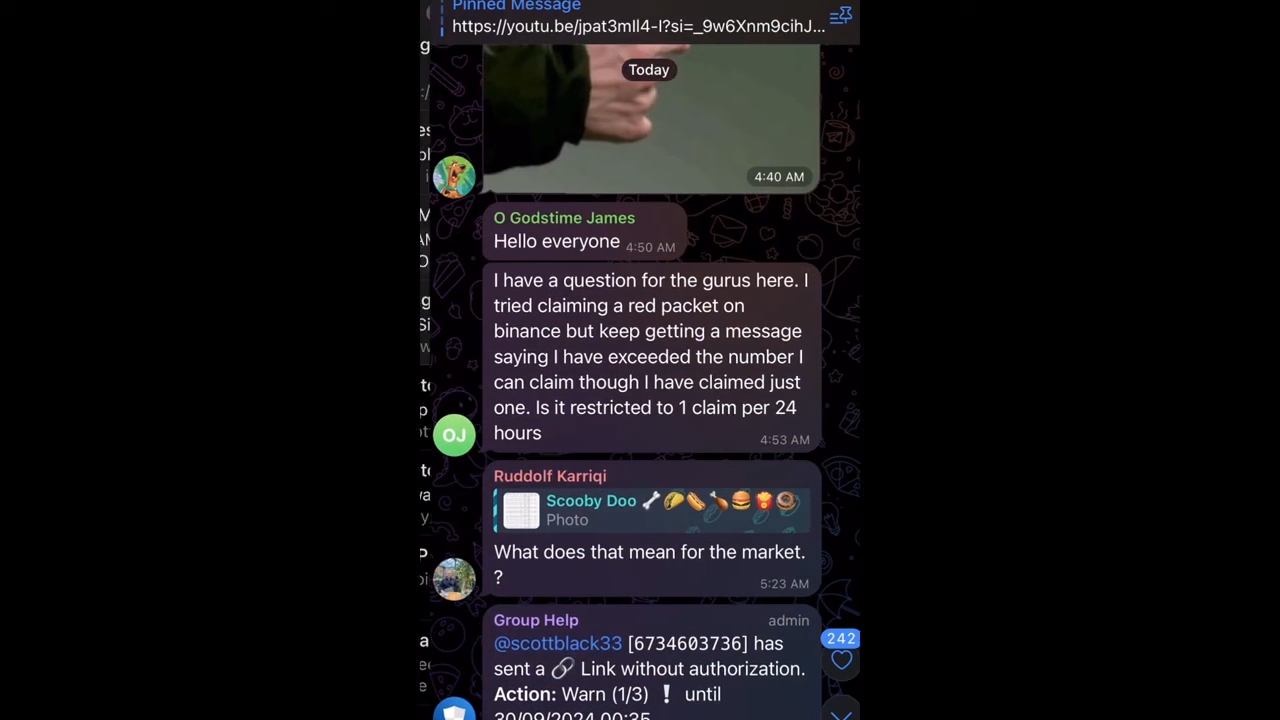 Pinned Message
https://youtu.be/jpat3mll4-I?si=_9w6Xnm9cihJ...
Today
4:40 AM
O Godstime James
Hello everyone 4:50 AM
I have a question for the gurus here. I
tried claiming a red packet on
binance but keep getting a message
saying I have exceeded the number I
can claim though I have claimed just
one. Is it restricted to 1 claim per 24
hours
4:53 AM
OJ
Ruddolf Karriqi
Scooby Doo 🦴🌮🌭🍗🍔🍟🍩
Photo
What does that mean for the market.
?
5:23 AM
Group Help admin
@scottblack33 [6734603736] has
sent a 🔗 Link without authorization.
Action: Warn (1/3) ❕ until
30/09/2024 00:35
242